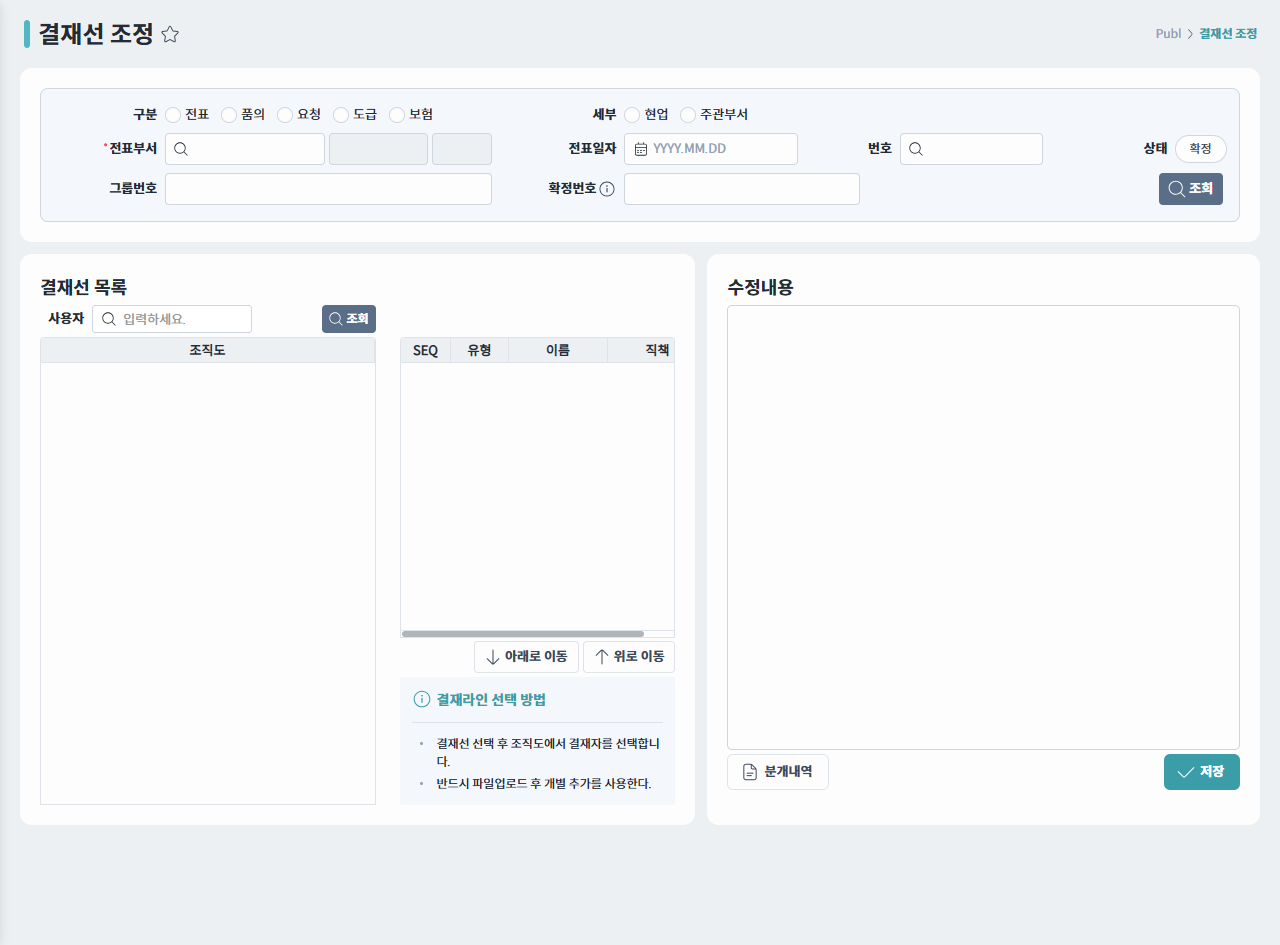 결재선 조정
Publ > 결재선 조정
구분 전표 품의 요청 도급 보험 세부 현업 주관부서
*전표부서 전표일자 YYYY.MM.DD 번호 상태 확정
그룹번호 확정번호 조회
결재선 목록
사용자 입력하세요. 조회
조직도
SEQ 유형 이름 직책
아래로 이동 위로 이동
결재라인 선택 방법
• 결재선 선택 후 조직도에서 결재자를 선택합니
다.
• 반드시 파일업로드 후 개별 추가를 사용한다.
수정내용
분개내역 저장